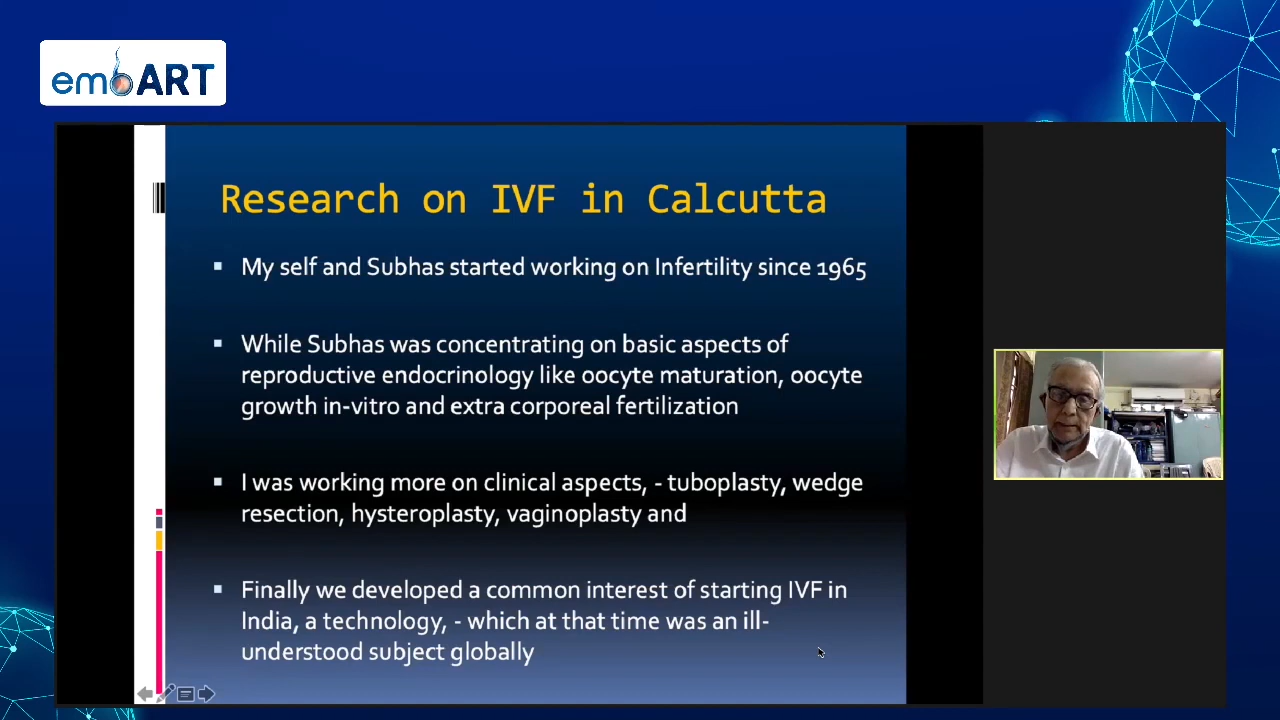 embART
Research on IVF in Calcutta
My self and Subhas started working on Infertility since 1965
While Subhas was concentrating on basic aspects of
reproductive endocrinology like oocyte maturation, oocyte
growth in-vitro and extra corporeal fertilization
I was working more on clinical aspects, - tuboplasty, wedge
resection, hysteroplasty, vaginoplasty and
Finally we developed a common interest of starting IVF in
India, a technology, - which at that time was an ill-
understood subject globally